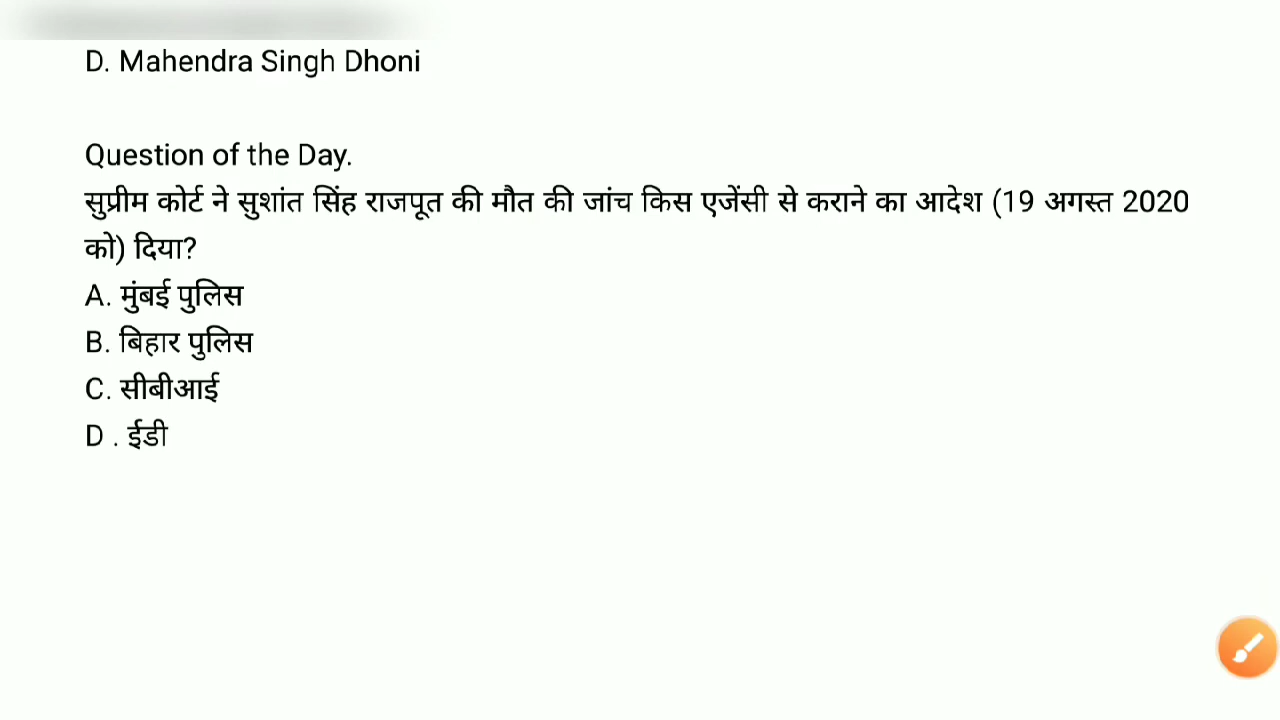 D. Mahendra Singh Dhoni
Question of the Day.
सुप्रीम कोर्ट ने सुशांत सिंह राजपूत की मौत की जांच किस एजेंसी से कराने का आदेश (19 अगस्त 2020
को) दिया?
A. मुंबई पुलिस
B. बिहार पुलिस
C. सीबीआई
D . ईडी